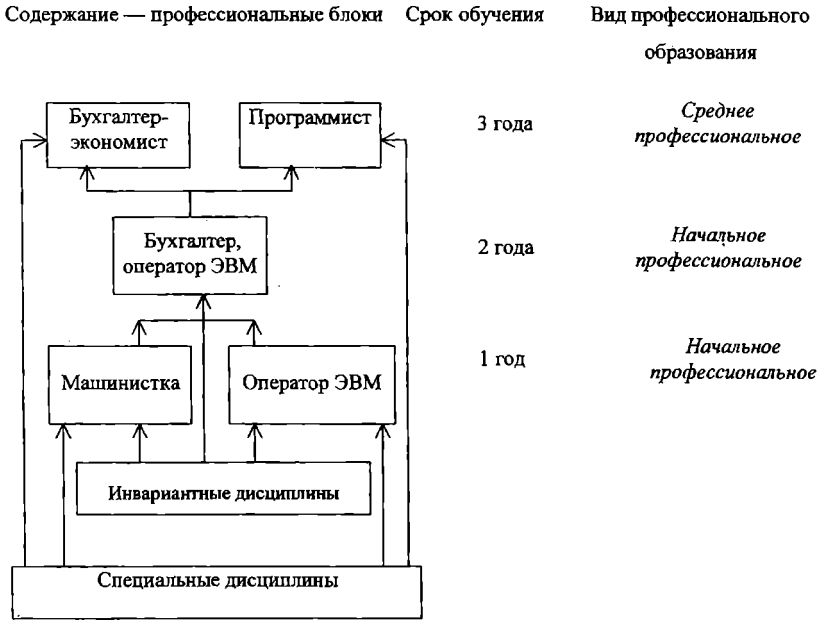 Содержание — профессиональные блоки Срок обучения Вид профессионального
образования
Бухгалтер-
экономист
Программист
3 года
Среднее
профессиональное
Бухгалтер,
оператор ЭВМ
2 года
Начальное
профессиональное
Машинистка
Оператор ЭВМ
1 год
Начальное
профессиональное
Инвариантные дисциплины
Специальные дисциплины